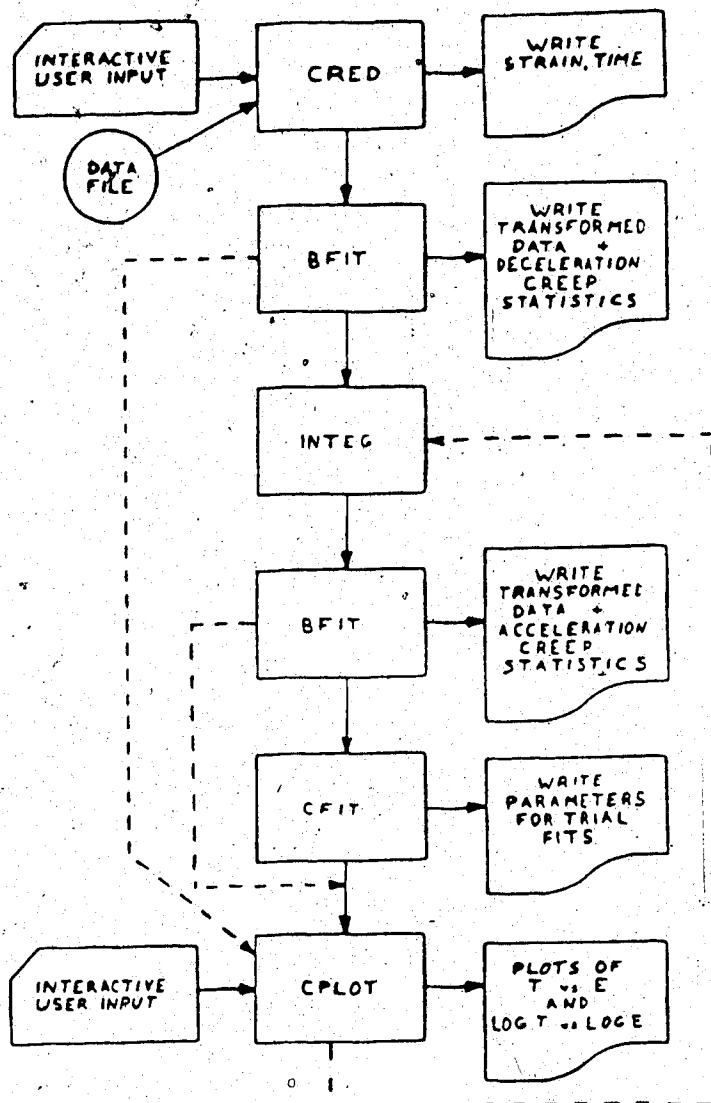 INTERACTIVE
USER INPUT
CRED
WRITE
STRAIN, TIME
DATA
FILE
BFIT
WRITE
TRANSFORMED
DATA +
DECELERATION
CREEP
STATISTICS
INTEG
BFIT
WRITE
TRANSFORMED
DATA +
ACCELERATION
CREEP
STATISTICS
CFIT
WRITE
PARAMETERS
FOR TRIAL
FITS
INTERACTIVE
USER INPUT
CPLOT
PLOTS OF
T vs E
AND
LOG T vs LOG E